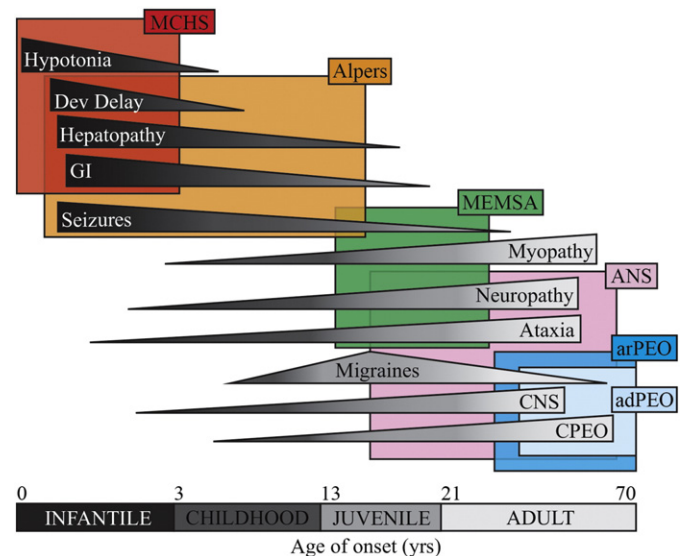 MCHS
Hypotonia
Alpers
Dev Delay
Hepatopathy
GI
MEMSA
Seizures
Myopathy
ANS
Neuropathy
Ataxia
arPEO
Migraines
CNS
adPEO
CPEO
0 3 13 21 70
INFANTILE CHILDHOOD JUVENILE ADULT
Age of onset (yrs)